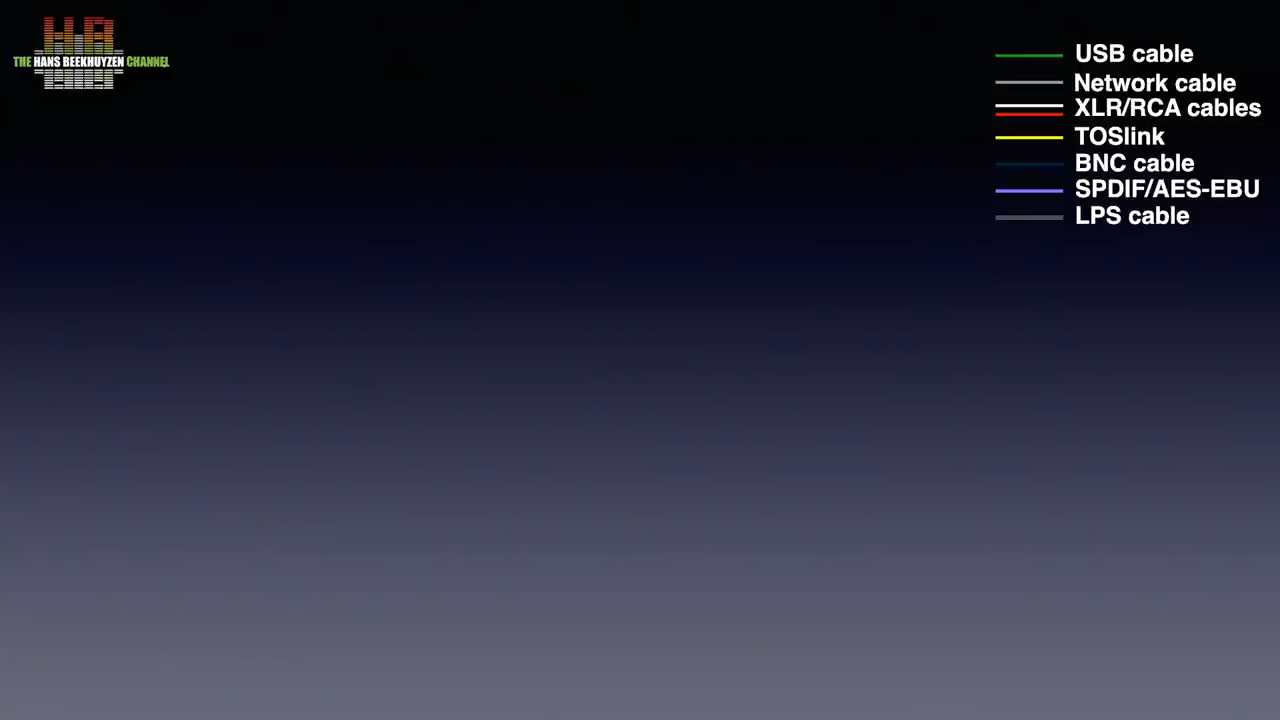 THE HANS BEEKHUYZEN CHANNEL
USB cable
Network cable
XLR/RCA cables
TOSlink
BNC cable
SPDIF/AES-EBU
LPS cable